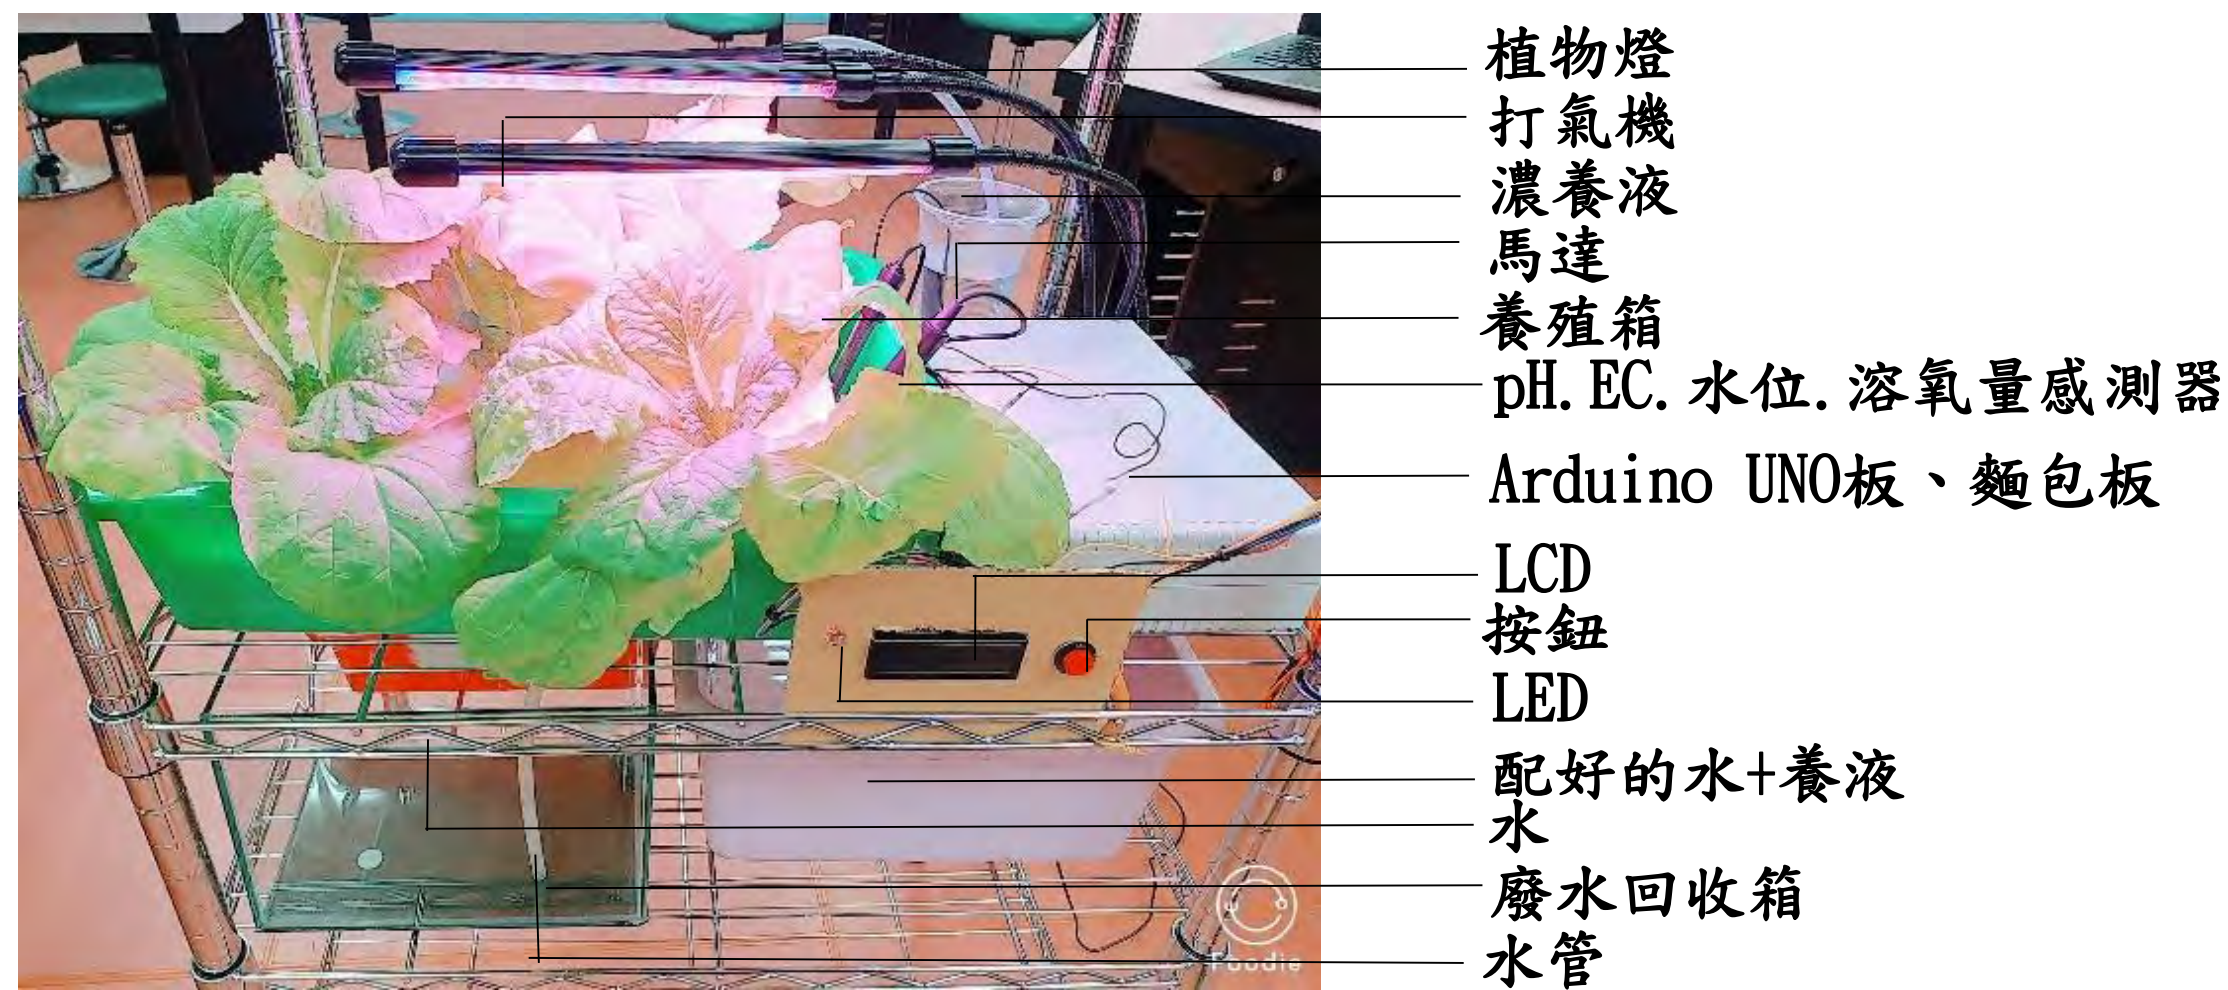 植物燈
打氣機
濃養液
馬達
養殖箱
pH.EC.水位.溶氧量感測器
Arduino UNO板、麵包板
LCD
按鈕
LED
配好的水+養液
水
廢水回收箱
水管
Foodie